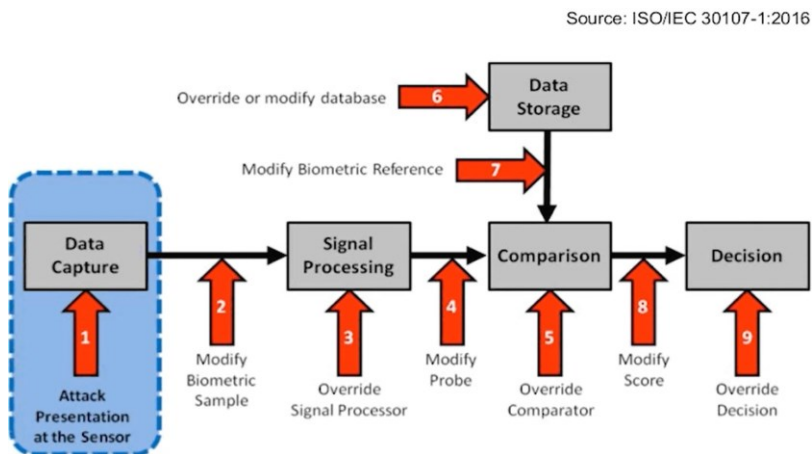 Source: ISO/IEC 30107-1:2016
Override or modify database
6
Data
Storage
Modify Biometric Reference
7
Data
Capture
Signal
Processing
Comparison
Decision
1
2
3
4
5
8
9
Attack
Presentation
at the Sensor
Modify
Biometric
Sample
Override
Signal Processor
Modify
Probe
Override
Comparator
Modify
Score
Override
Decision